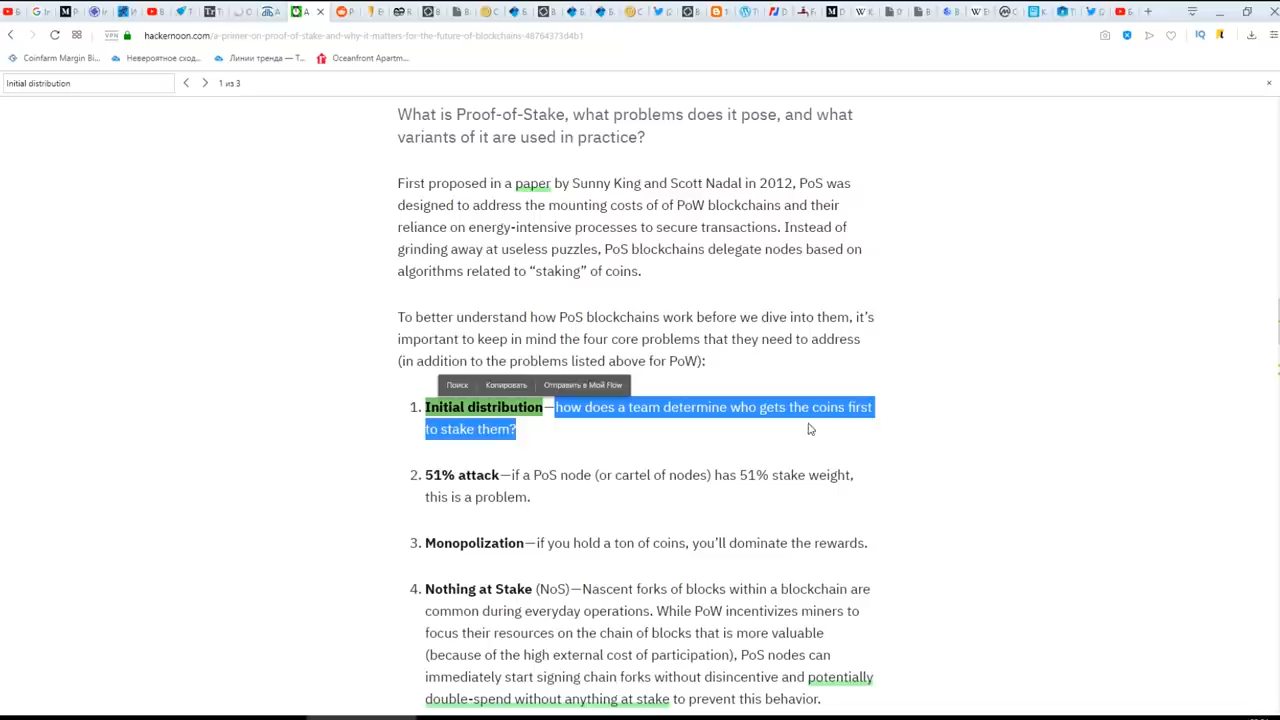 hackernoon.com/a-primer-on-proof-of-stake-and-why-it-matters-for-the-future-of-blockchains-48764373d4b1
Coinfarm Margin Bi... Невероятное сход... Линии тренда — Т... Oceanfront Apartm...
Initial distribution 1 из 3
What is Proof-of-Stake, what problems does it pose, and what
variants of it are used in practice?
First proposed in a paper by Sunny King and Scott Nadal in 2012, PoS was
designed to address the mounting costs of of PoW blockchains and their
reliance on energy-intensive processes to secure transactions. Instead of
grinding away at useless puzzles, PoS blockchains delegate nodes based on
algorithms related to “staking” of coins.
To better understand how PoS blockchains work before we dive into them, it’s
important to keep in mind the four core problems that they need to address
(in addition to the problems listed above for PoW):
Поиск Копировать Отправить в Мой Flow
1. Initial distribution—how does a team determine who gets the coins first
to stake them?
2. 51% attack—if a PoS node (or cartel of nodes) has 51% stake weight,
this is a problem.
3. Monopolization—if you hold a ton of coins, you’ll dominate the rewards.
4. Nothing at Stake (NoS)—Nascent forks of blocks within a blockchain are
common during everyday operations. While PoW incentivizes miners to
focus their resources on the chain of blocks that is more valuable
(because of the high external cost of participation), PoS nodes can
immediately start signing chain forks without disincentive and potentially
double-spend without anything at stake to prevent this behavior.